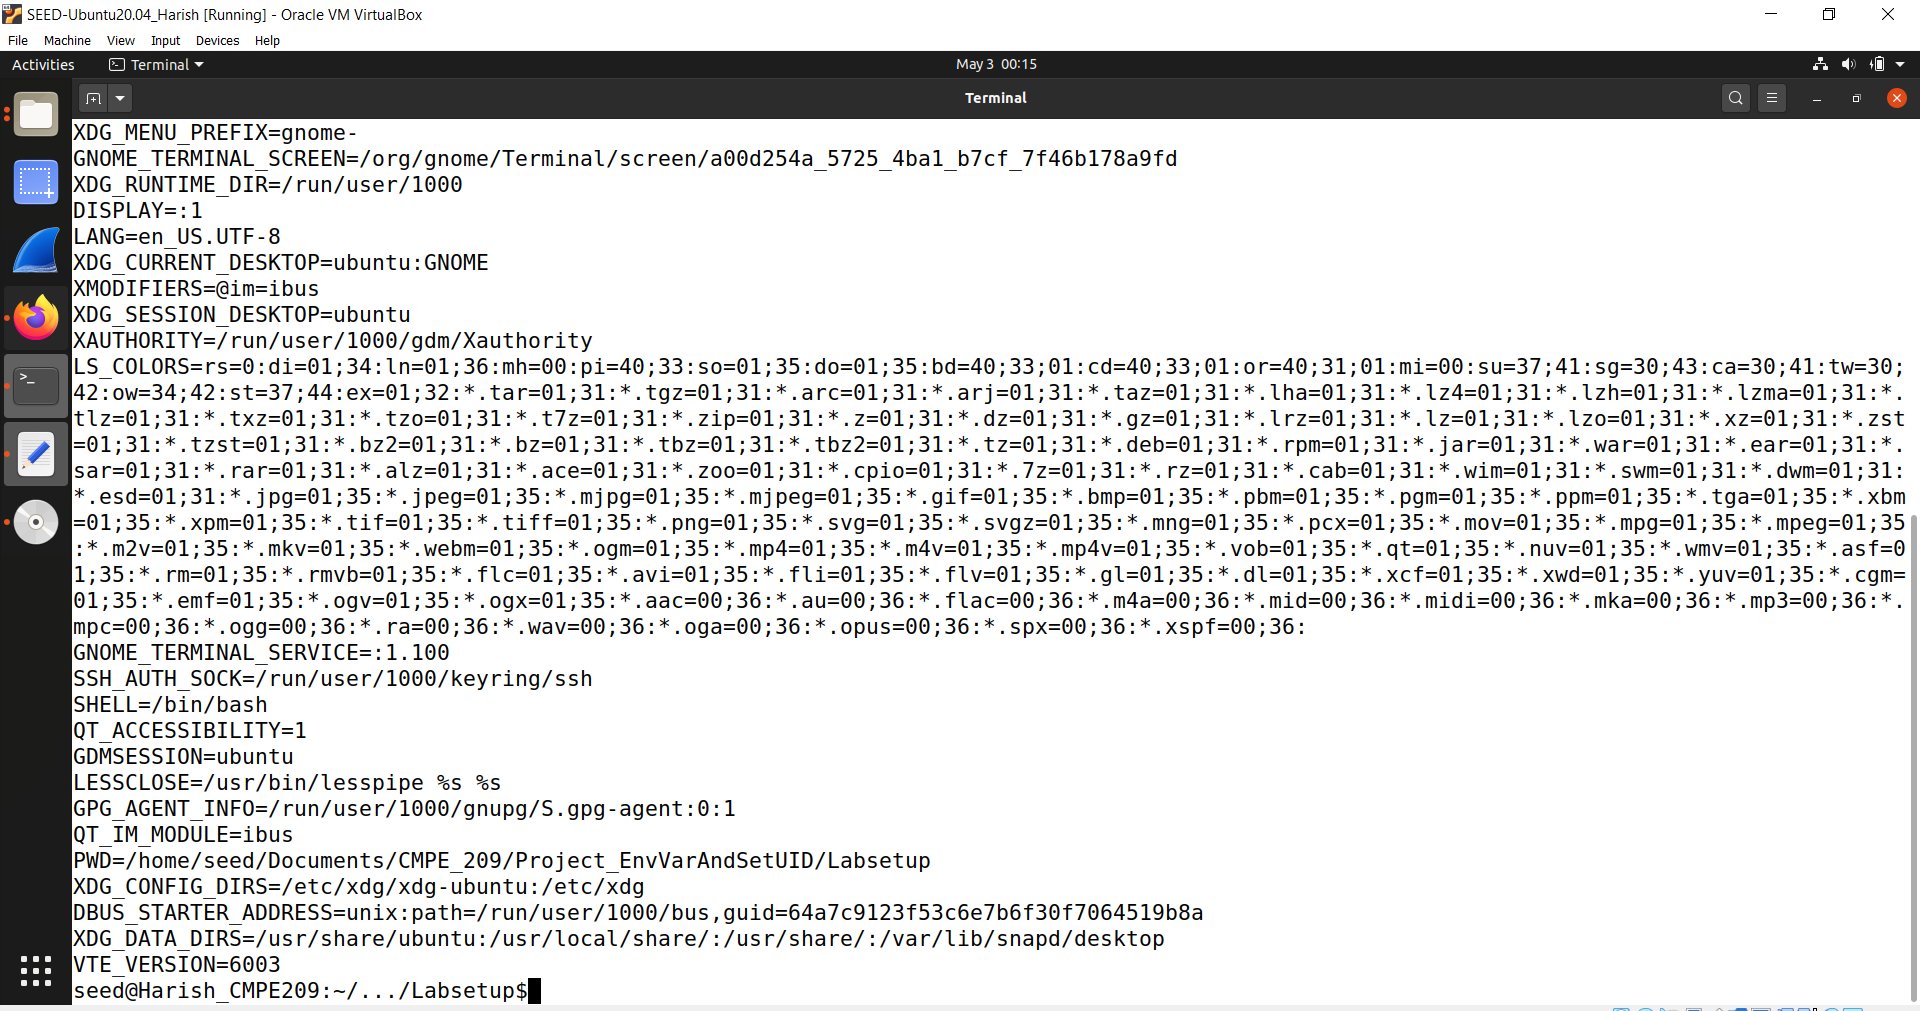 SEED-Ubuntu20.04_Harish [Running] - Oracle VM VirtualBox
File Machine View Input Devices Help
Activities Terminal May 3 00:15
Terminal
XDG_MENU_PREFIX=gnome-
GNOME_TERMINAL_SCREEN=/org/gnome/Terminal/screen/a00d254a_5725_4ba1_b7cf_7f46b178a9fd
XDG_RUNTIME_DIR=/run/user/1000
DISPLAY=:1
LANG=en_US.UTF-8
XDG_CURRENT_DESKTOP=ubuntu:GNOME
XMODIFIERS=@im=ibus
XDG_SESSION_DESKTOP=ubuntu
XAUTHORITY=/run/user/1000/gdm/Xauthority
LS_COLORS=rs=0:di=01;34:ln=01;36:mh=00:pi=40;33:so=01;35:do=01;35:bd=40;33;01:cd=40;33;01:or=40;31;01:mi=00:su=37;41:sg=30;43:ca=30;41:tw=30;
42:ow=34;42:st=37;44:ex=01;32:*.tar=01;31:*.tgz=01;31:*.arc=01;31:*.arj=01;31:*.taz=01;31:*.lha=01;31:*.lz4=01;31:*.lzh=01;31:*.lzma=01;31:*.
tlz=01;31:*.txz=01;31:*.tzo=01;31:*.t7z=01;31:*.zip=01;31:*.z=01;31:*.dz=01;31:*.gz=01;31:*.lrz=01;31:*.lz=01;31:*.lzo=01;31:*.xz=01;31:*.zst
=01;31:*.tzst=01;31:*.bz2=01;31:*.bz=01;31:*.tbz=01;31:*.tbz2=01;31:*.tz=01;31:*.deb=01;31:*.rpm=01;31:*.jar=01;31:*.war=01;31:*.ear=01;31:*.
sar=01;31:*.rar=01;31:*.alz=01;31:*.ace=01;31:*.zoo=01;31:*.cpio=01;31:*.7z=01;31:*.rz=01;31:*.cab=01;31:*.wim=01;31:*.swm=01;31:*.dwm=01;31:
*.esd=01;31:*.jpg=01;35:*.jpeg=01;35:*.mjpg=01;35:*.mjpeg=01;35:*.gif=01;35:*.bmp=01;35:*.pbm=01;35:*.pgm=01;35:*.ppm=01;35:*.tga=01;35:*.xbm
=01;35:*.xpm=01;35:*.tif=01;35:*.tiff=01;35:*.png=01;35:*.svg=01;35:*.svgz=01;35:*.mng=01;35:*.pcx=01;35:*.mov=01;35:*.mpg=01;35:*.mpeg=01;35
:*.m2v=01;35:*.mkv=01;35:*.webm=01;35:*.ogm=01;35:*.mp4=01;35:*.m4v=01;35:*.mp4v=01;35:*.vob=01;35:*.qt=01;35:*.nuv=01;35:*.wmv=01;35:*.asf=0
1;35:*.rm=01;35:*.rmvb=01;35:*.flc=01;35:*.avi=01;35:*.fli=01;35:*.flv=01;35:*.gl=01;35:*.dl=01;35:*.xcf=01;35:*.xwd=01;35:*.yuv=01;35:*.cgm=
01;35:*.emf=01;35:*.ogv=01;35:*.ogx=01;35:*.aac=00;36:*.au=00;36:*.flac=00;36:*.m4a=00;36:*.mid=00;36:*.midi=00;36:*.mka=00;36:*.mp3=00;36:*.
mpc=00;36:*.ogg=00;36:*.ra=00;36:*.wav=00;36:*.oga=00;36:*.opus=00;36:*.spx=00;36:*.xspf=00;36:
GNOME_TERMINAL_SERVICE=:1.100
SSH_AUTH_SOCK=/run/user/1000/keyring/ssh
SHELL=/bin/bash
QT_ACCESSIBILITY=1
GDMSESSION=ubuntu
LESSCLOSE=/usr/bin/lesspipe %s %s
GPG_AGENT_INFO=/run/user/1000/gnupg/S.gpg-agent:0:1
QT_IM_MODULE=ibus
PWD=/home/seed/Documents/CMPE_209/Project_EnvVarAndSetUID/Labsetup
XDG_CONFIG_DIRS=/etc/xdg/xdg-ubuntu:/etc/xdg
DBUS_STARTER_ADDRESS=unix:path=/run/user/1000/bus,guid=64a7c9123f53c6e7b6f30f7064519b8a
XDG_DATA_DIRS=/usr/share/ubuntu:/usr/local/share/:/usr/share/:/var/lib/snapd/desktop
VTE_VERSION=6003
seed@Harish_CMPE209:~/.../Labsetup$